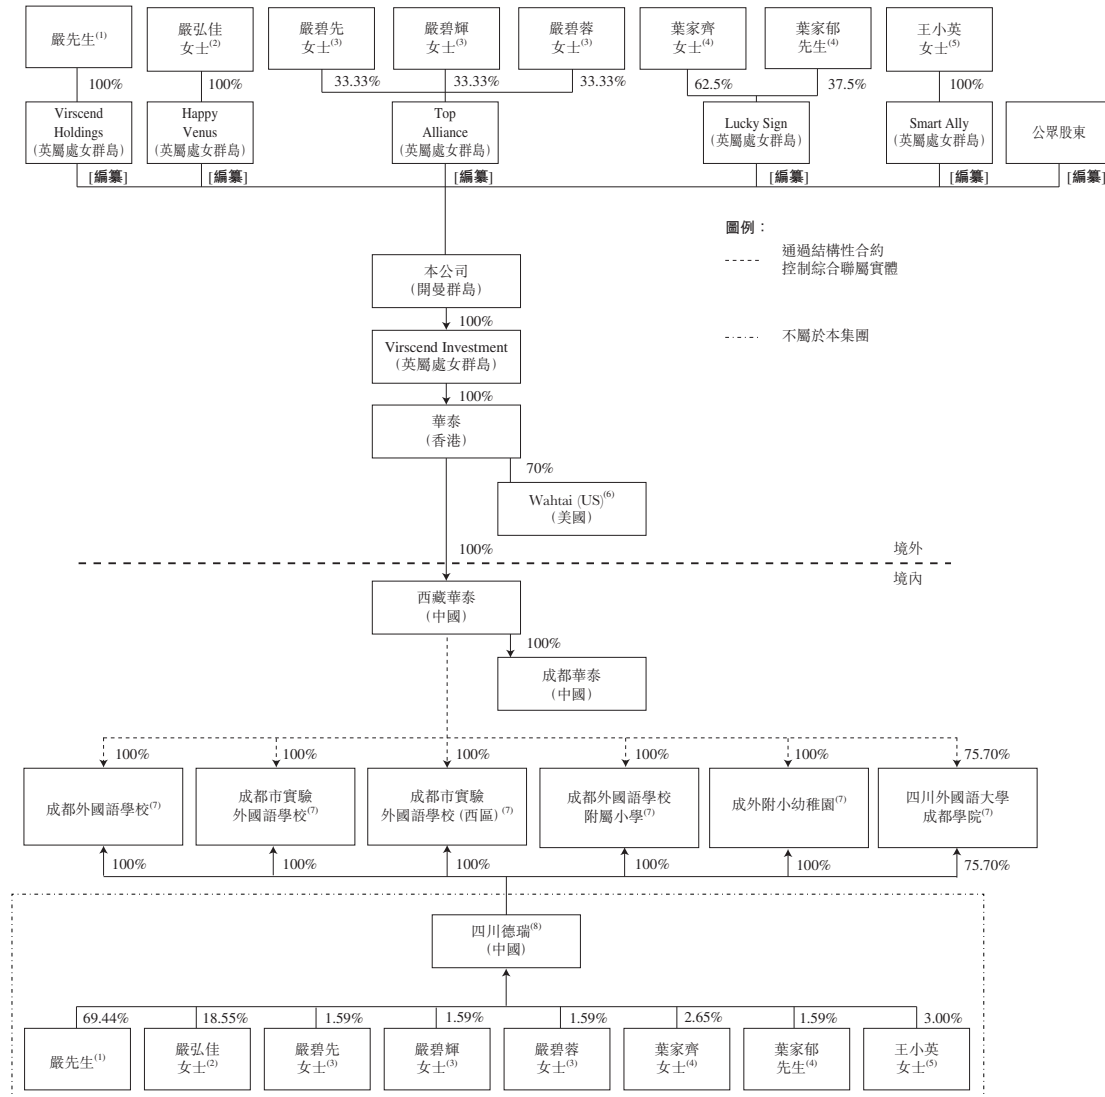 嚴先生(1)
嚴弘佳
女士(2)
嚴碧先
女士(3)
嚴碧輝
女士(3)
嚴碧蓉
女士(3)
葉家齊
女士(4)
葉家郁
先生(4)
王小英
女士(5)
100%
100%
33.33%
33.33%
33.33%
62.5%
37.5%
100%
Virscend
Holdings
(英屬處女群島)
Happy
Venus
(英屬處女群島)
Top
Alliance
(英屬處女群島)
Lucky Sign
(英屬處女群島)
Smart Ally
(英屬處女群島)
公眾股東
[編纂]
[編纂]
[編纂]
[編纂]
[編纂]
[編纂]
圖例：
通過結構性合約
控制綜合聯屬實體
不屬於本集團
本公司
(開曼群島)
100%
Virscend Investment
(英屬處女群島)
100%
華泰
(香港)
70%
Wahtai (US)(6)
(美國)
100%
境外
境內
西藏華泰
(中國)
100%
成都華泰
(中國)
100%
100%
100%
100%
100%
75.70%
成都外國語學校(7)
成都市實驗
外國語學校(7)
成都市實驗
外國語學校(西區)(7)
成都外國語學校
附屬小學(7)
成外附小幼稚園(7)
四川外國語大學
成都學院(7)
100%
100%
100%
100%
100%
75.70%
四川德瑞(8)
(中國)
69.44%
18.55%
1.59%
1.59%
1.59%
2.65%
1.59%
3.00%
嚴先生(1)
嚴弘佳
女士(2)
嚴碧先
女士(3)
嚴碧輝
女士(3)
嚴碧蓉
女士(3)
葉家齊
女士(4)
葉家郁
先生(4)
王小英
女士(5)